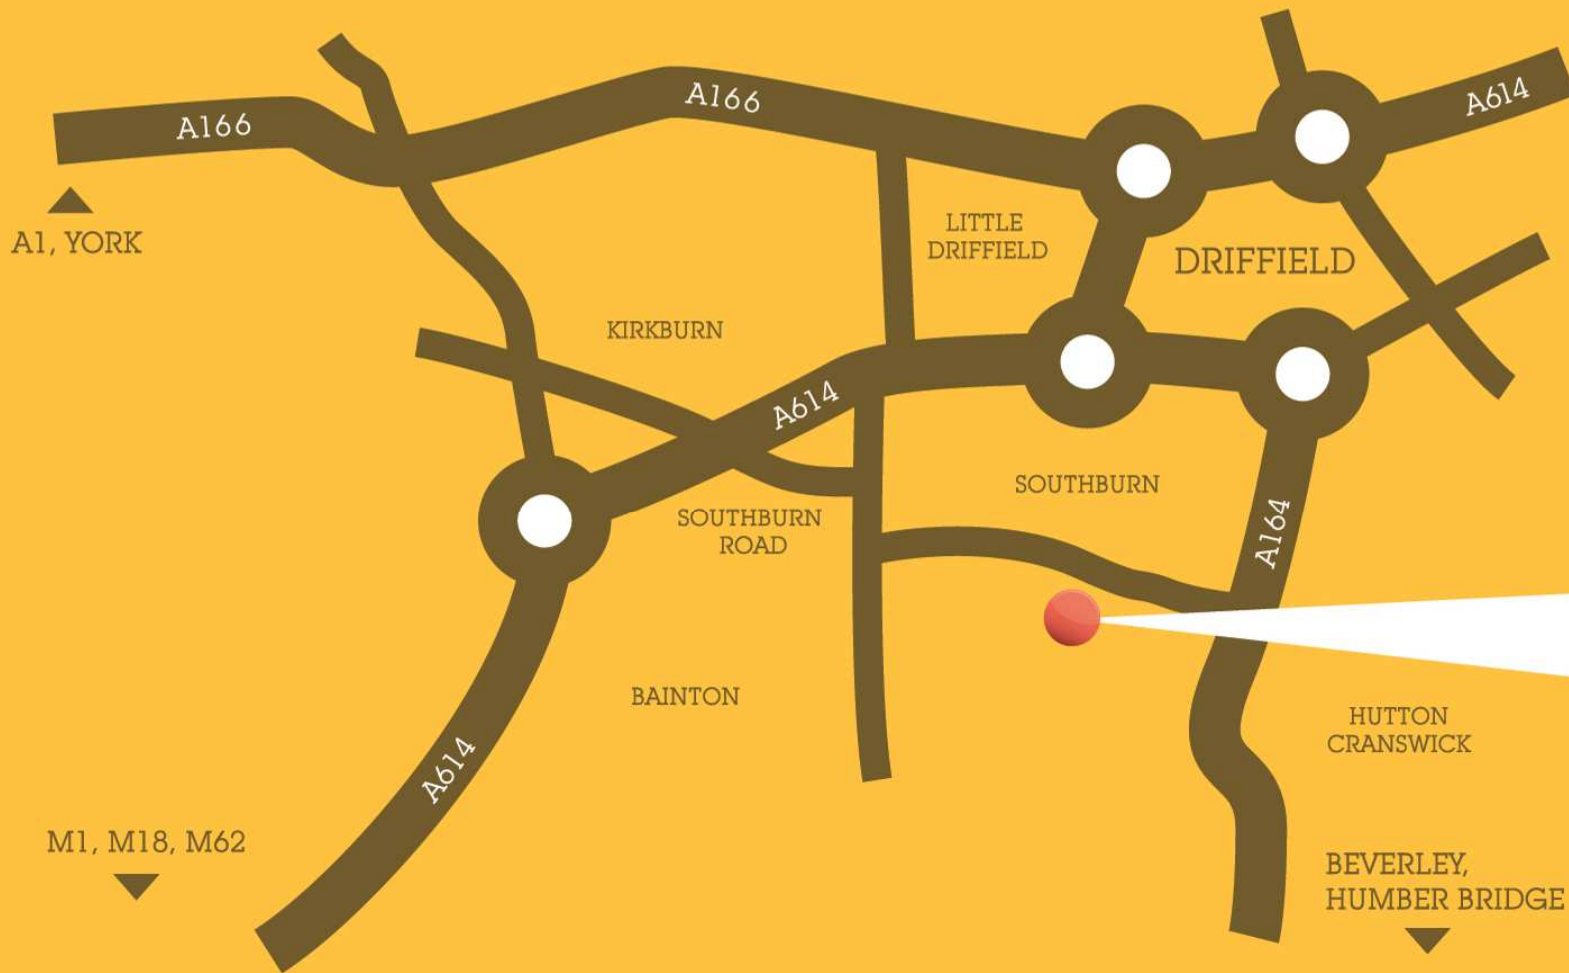 A166
A166
A614
A1, YORK
LITTLE
DRIFFIELD
DRIFFIELD
KIRKBURN
A614
SOUTHBURN
SOUTHBURN
ROAD
A164
BAINTON
HUTTON
CRANSWICK
A614
M1, M18, M62
BEVERLEY,
HUMBER BRIDGE